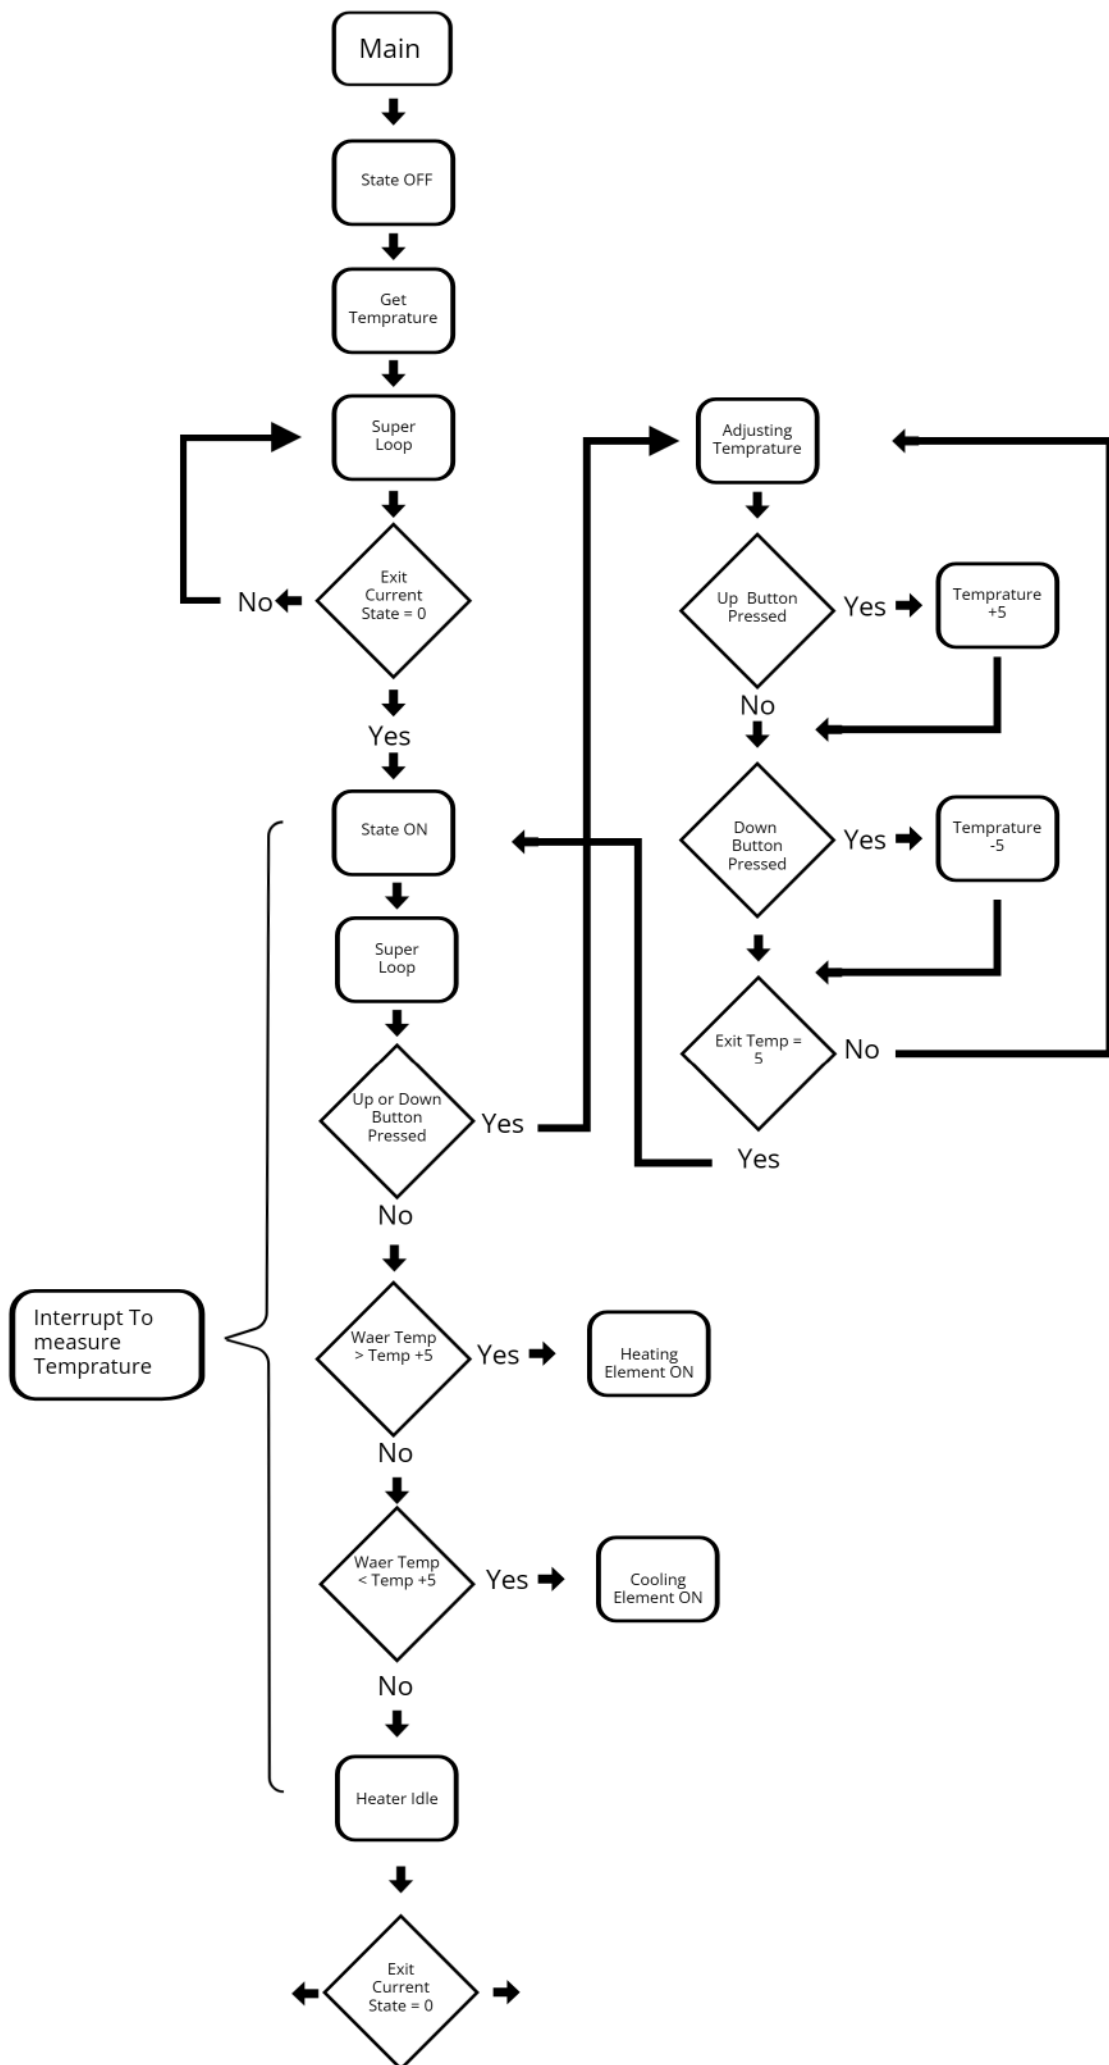 Main
State OFF
Get
Temprature
Super
Loop
Exit
Current
State = 0
No
Yes
State ON
Super
Loop
Up or Down
Button
Pressed
Yes
No
Waer Temp
> Temp +5
Yes
Heating
Element ON
No
Waer Temp
< Temp +5
Yes
Cooling
Element ON
No
Heater Idle
Exit
Current
State = 0
Interrupt To
measure
Temprature
Adjusting
Temprature
Up Button
Pressed
Yes
Temprature
+5
No
Down
Button
Pressed
Yes
Temprature
-5
Exit Temp =
5
No
Yes